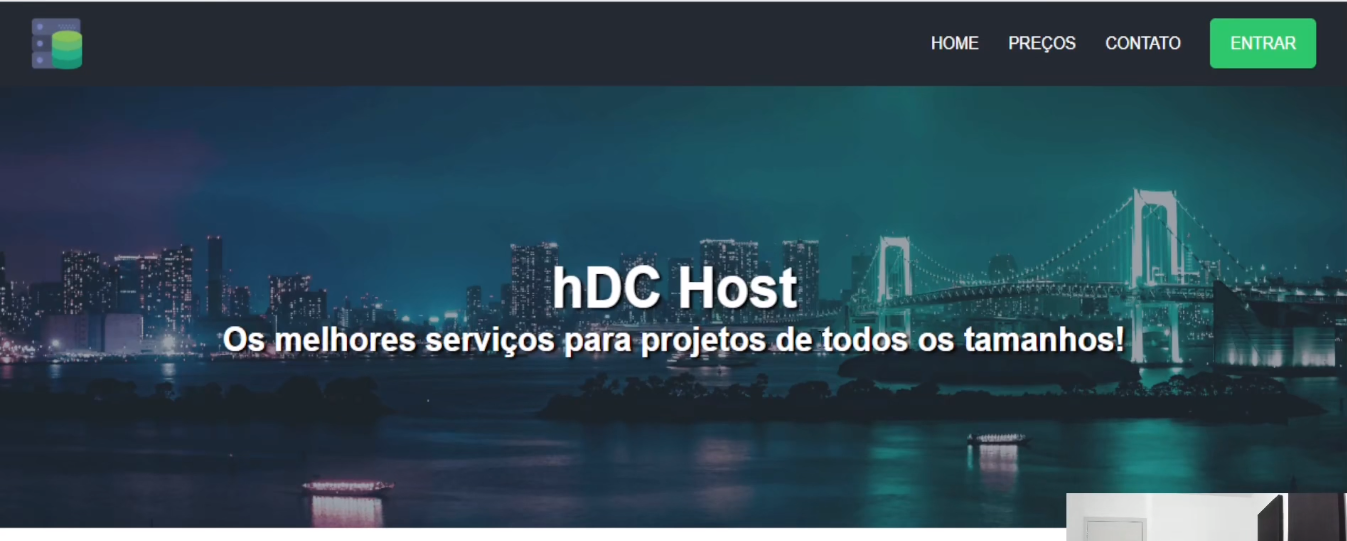 HOME PREÇOS CONTATO ENTRAR
hDC Host
Os melhores serviços para projetos de todos os tamanhos!